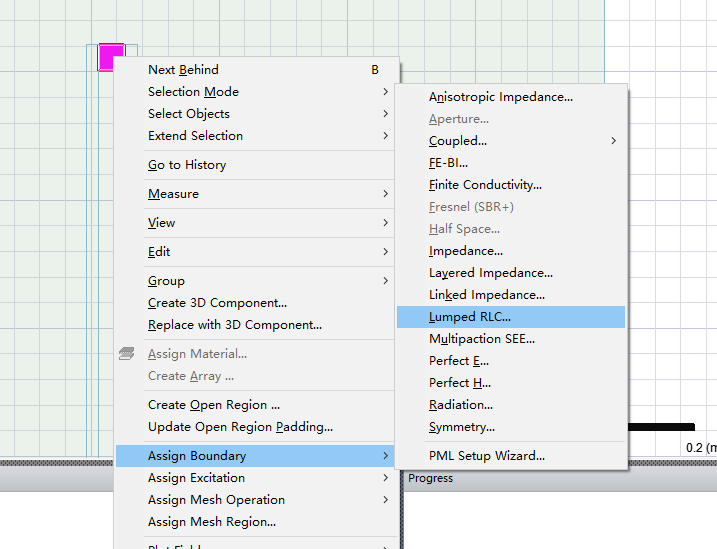 Next Behind B
Selection Mode
Select Objects
Extend Selection
Go to History
Measure
View
Edit
Group
Create 3D Component...
Replace with 3D Component...
Assign Material...
Create Array ...
Create Open Region ...
Update Open Region Padding...
Assign Boundary
Assign Excitation
Assign Mesh Operation
Assign Mesh Region...
Anisotropic Impedance...
Aperture...
Coupled...
FE-BI...
Finite Conductivity...
Fresnel (SBR+)
Half Space...
Impedance...
Layered Impedance...
Linked Impedance...
Lumped RLC...
Multipaction SEE...
Perfect E...
Perfect H...
Radiation...
Symmetry...
PML Setup Wizard...
0.2 (m
Progress